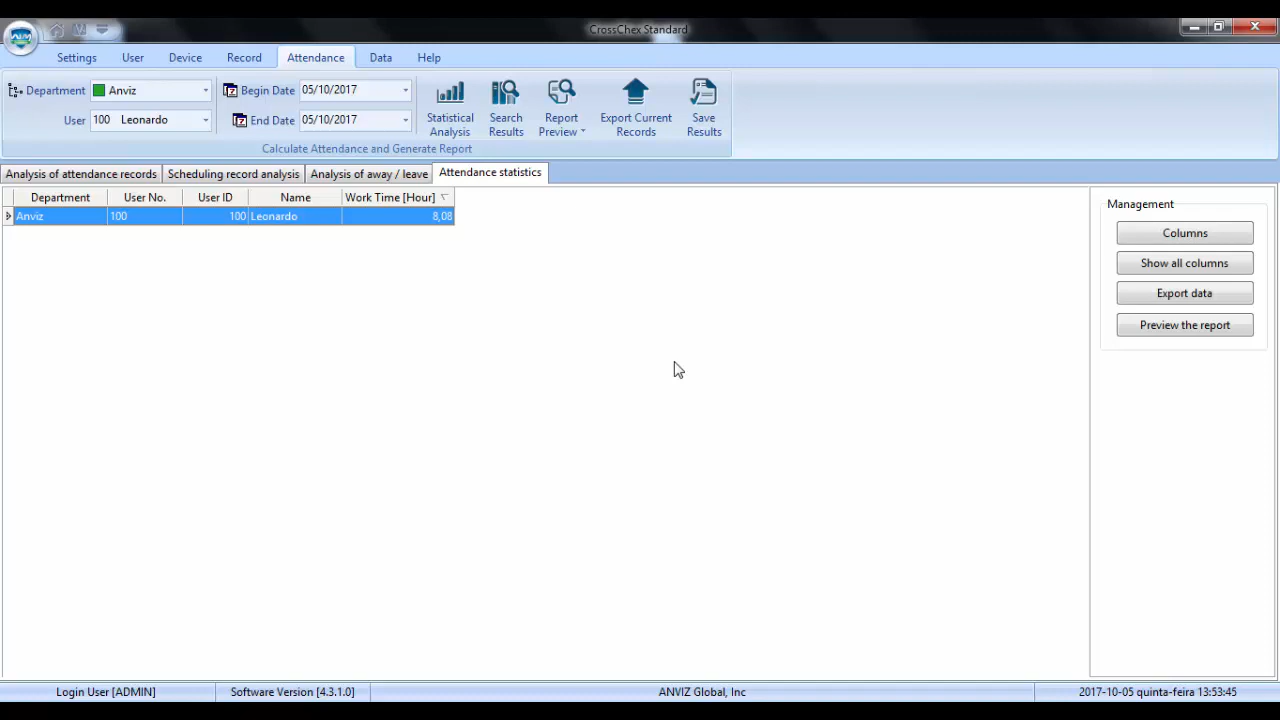 CrossChex Standard
Settings User Device Record Attendance Data Help
Department Anviz Begin Date 05/10/2017
User 100 Leonardo End Date 05/10/2017
Statistical Analysis Search Results Report Preview Export Current Records Save Results
Calculate Attendance and Generate Report
Analysis of attendance records Scheduling record analysis Analysis of away / leave Attendance statistics
Department User No. User ID Name Work Time [Hour]
Anviz 100 100 Leonardo 8,08
Management
Columns
Show all columns
Export data
Preview the report
Login User [ADMIN] Software Version [4.3.1.0] ANVIZ Global, Inc 2017-10-05 quinta-feira 13:53:45